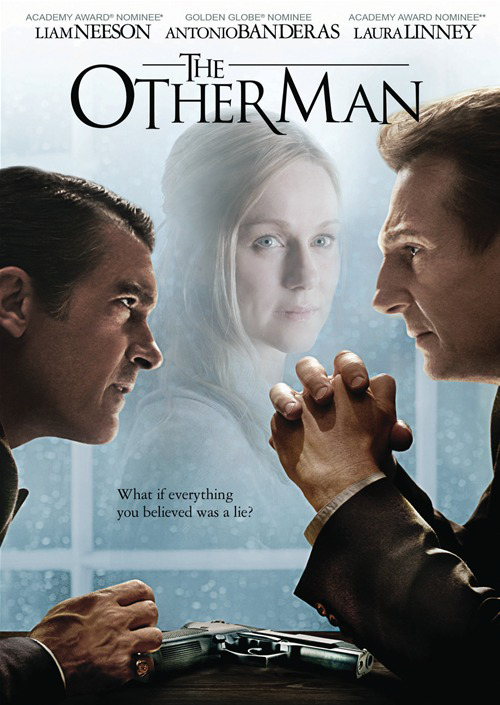 ACADEMY AWARD® NOMINEE* GOLDEN GLOBE® NOMINEE ACADEMY AWARD NOMINEE**
LIAM NEESON ANTONIO BANDERAS LAURA LINNEY
THE
OTHER MAN
What if everything
you believed was a lie?